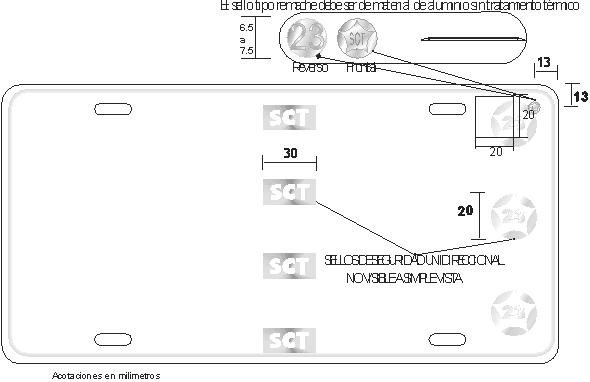 El sello tipo remache debe ser de material de aluminio sin tratamiento térmico
6.5
a
7.5
23 SCT
Reverso Frontal
13
13
SCT
20
20
30
SCT
20
23
SELLOS DE SEGURIDAD UNIDIRECCIONAL
NO VISIBLE A SIMPLE VISTA
SCT
SCT
23
Acotaciones en milimetros